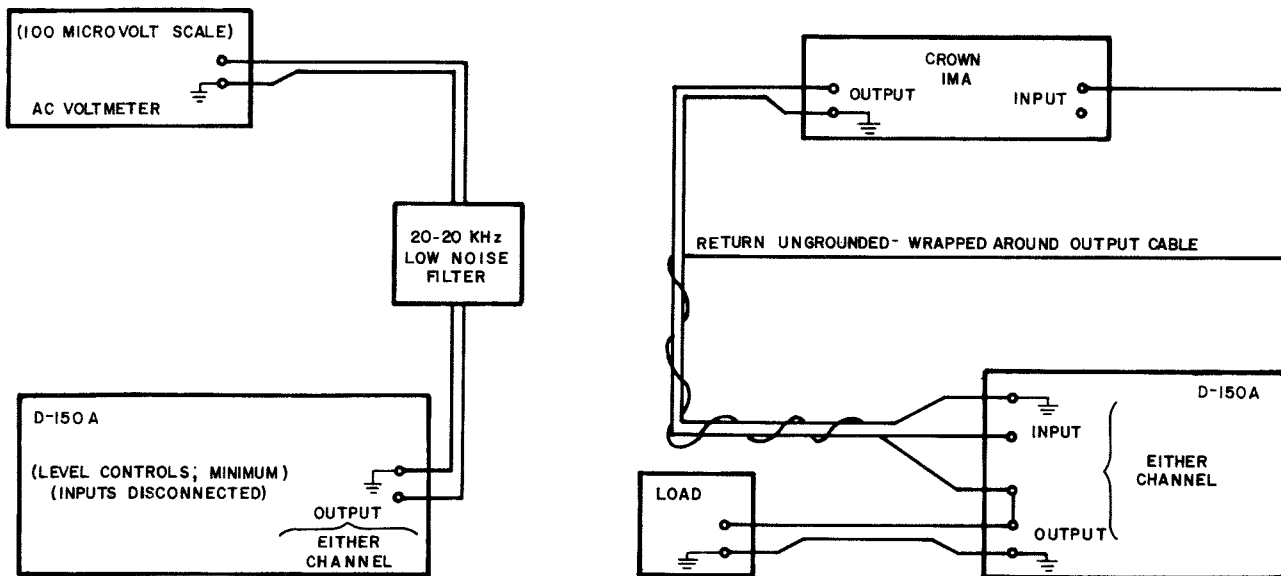 (100 MICROVOLT SCALE)
AC VOLTMETER
20-20 KHz
LOW NOISE
FILTER
D-150A
(LEVEL CONTROLS; MINIMUM)
(INPUTS DISCONNECTED)
OUTPUT
EITHER
CHANNEL
CROWN
IMA
OUTPUT
INPUT
RETURN UNGROUNDED- WRAPPED AROUND OUTPUT CABLE
D-150A
INPUT
EITHER
CHANNEL
OUTPUT
LOAD